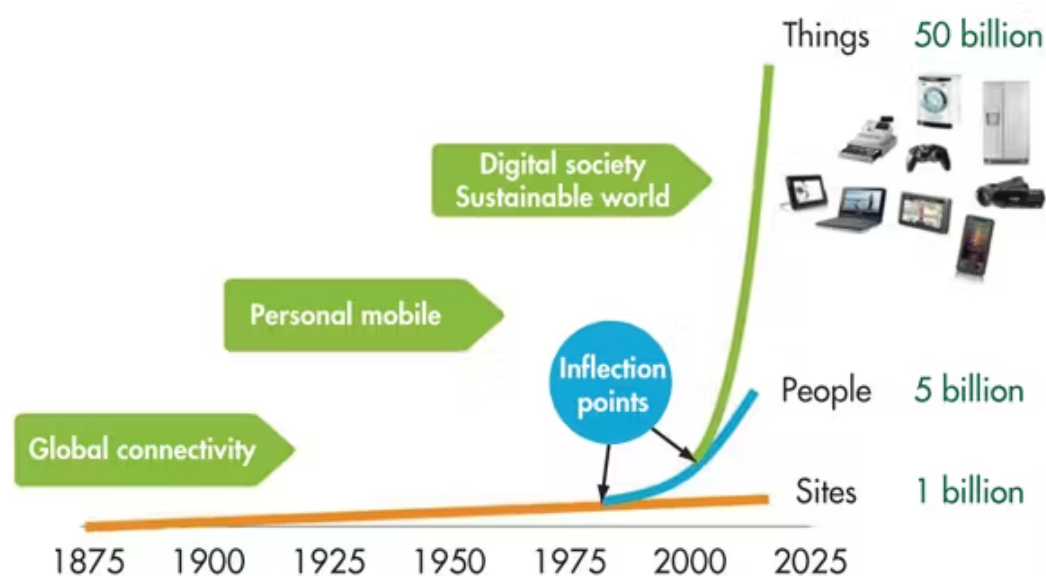 Things 50 billion
Digital society
Sustainable world
Personal mobile
Inflection
points
People 5 billion
Global connectivity
Sites 1 billion
1875 1900 1925 1950 1975 2000 2025